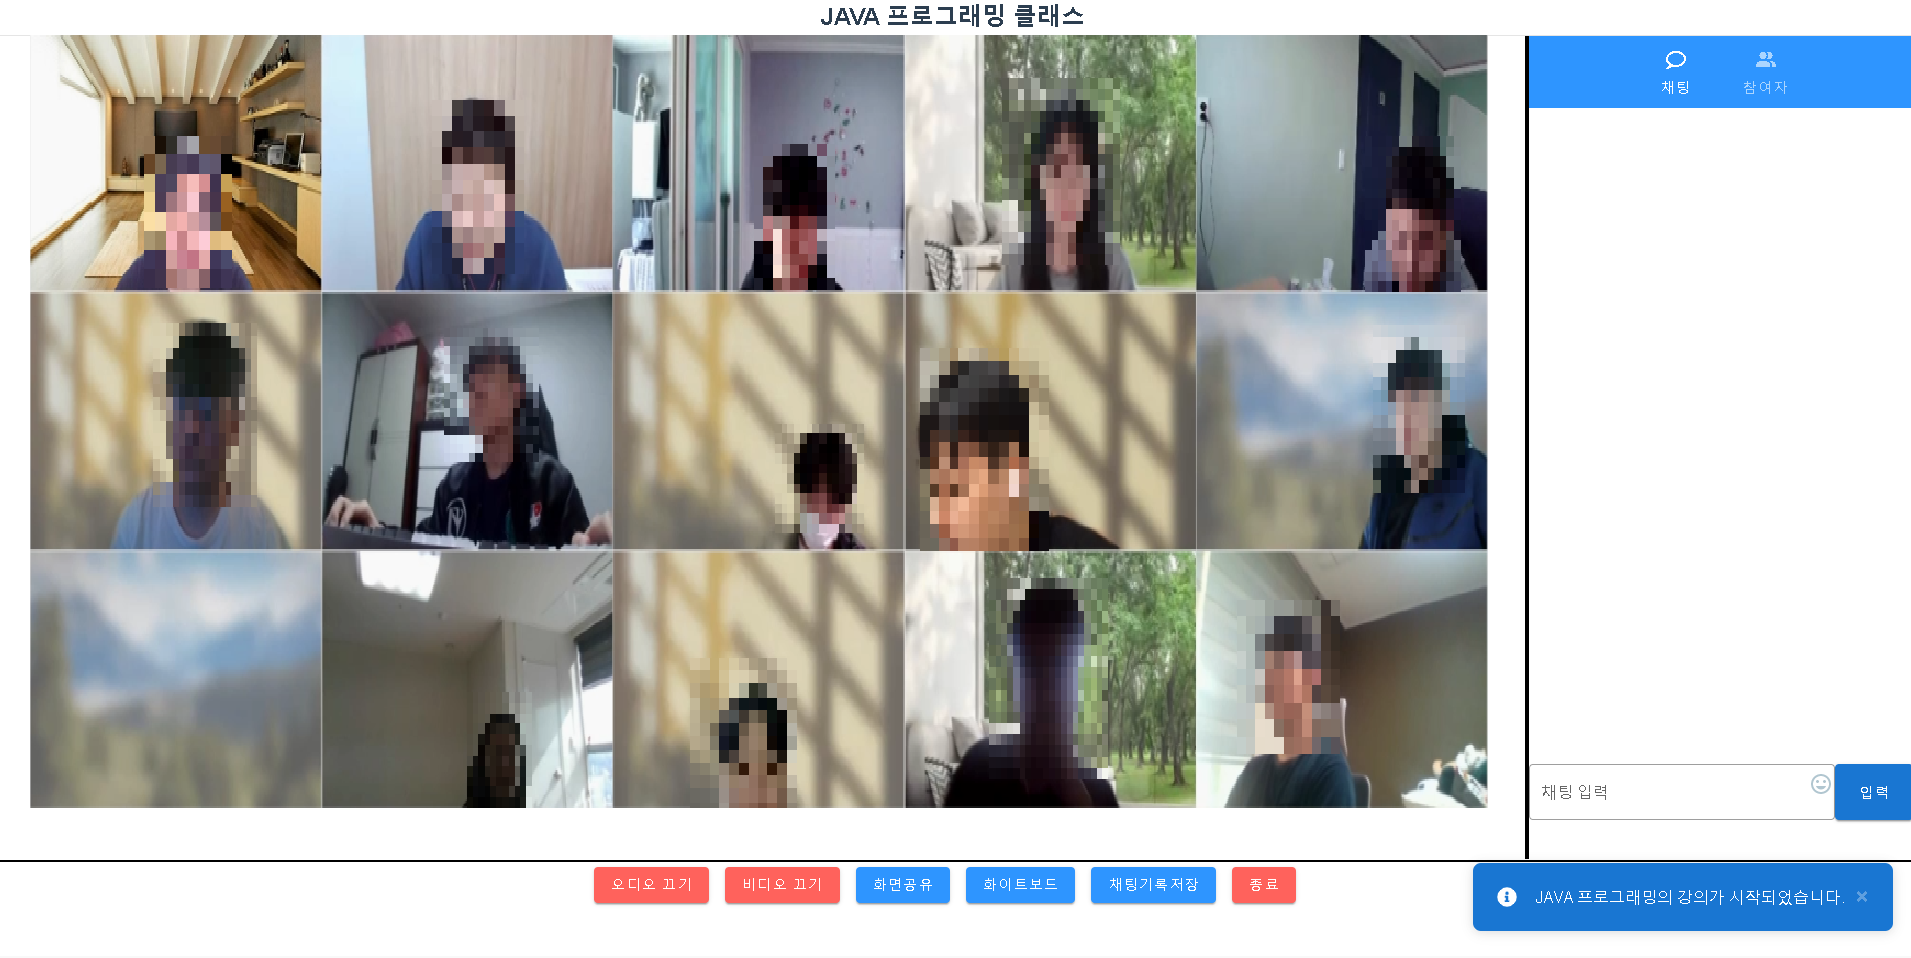 JAVA 프로그래밍 클래스
채팅
참여자
채팅 입력
입력
오디오 끄기
비디오 끄기
화면공유
화이트보드
채팅기록저장
종료
JAVA 프로그래밍의 강의가 시작되었습니다.